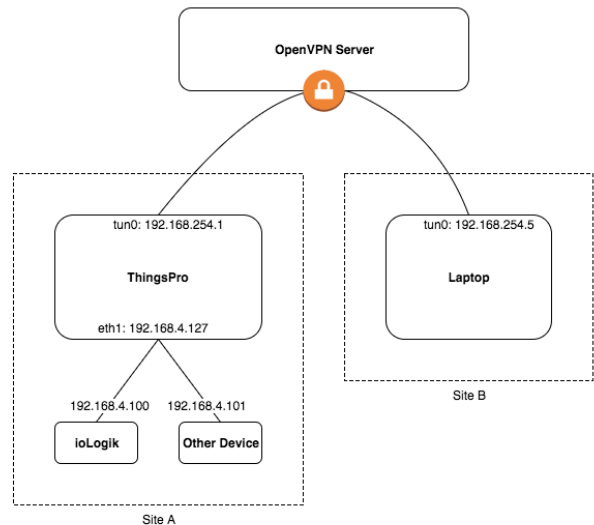 OpenVPN Server
tun0: 192.168.254.1
ThingsPro
eth1: 192.168.4.127
192.168.4.100
192.168.4.101
ioLogik
Other Device
Site A
tun0: 192.168.254.5
Laptop
Site B